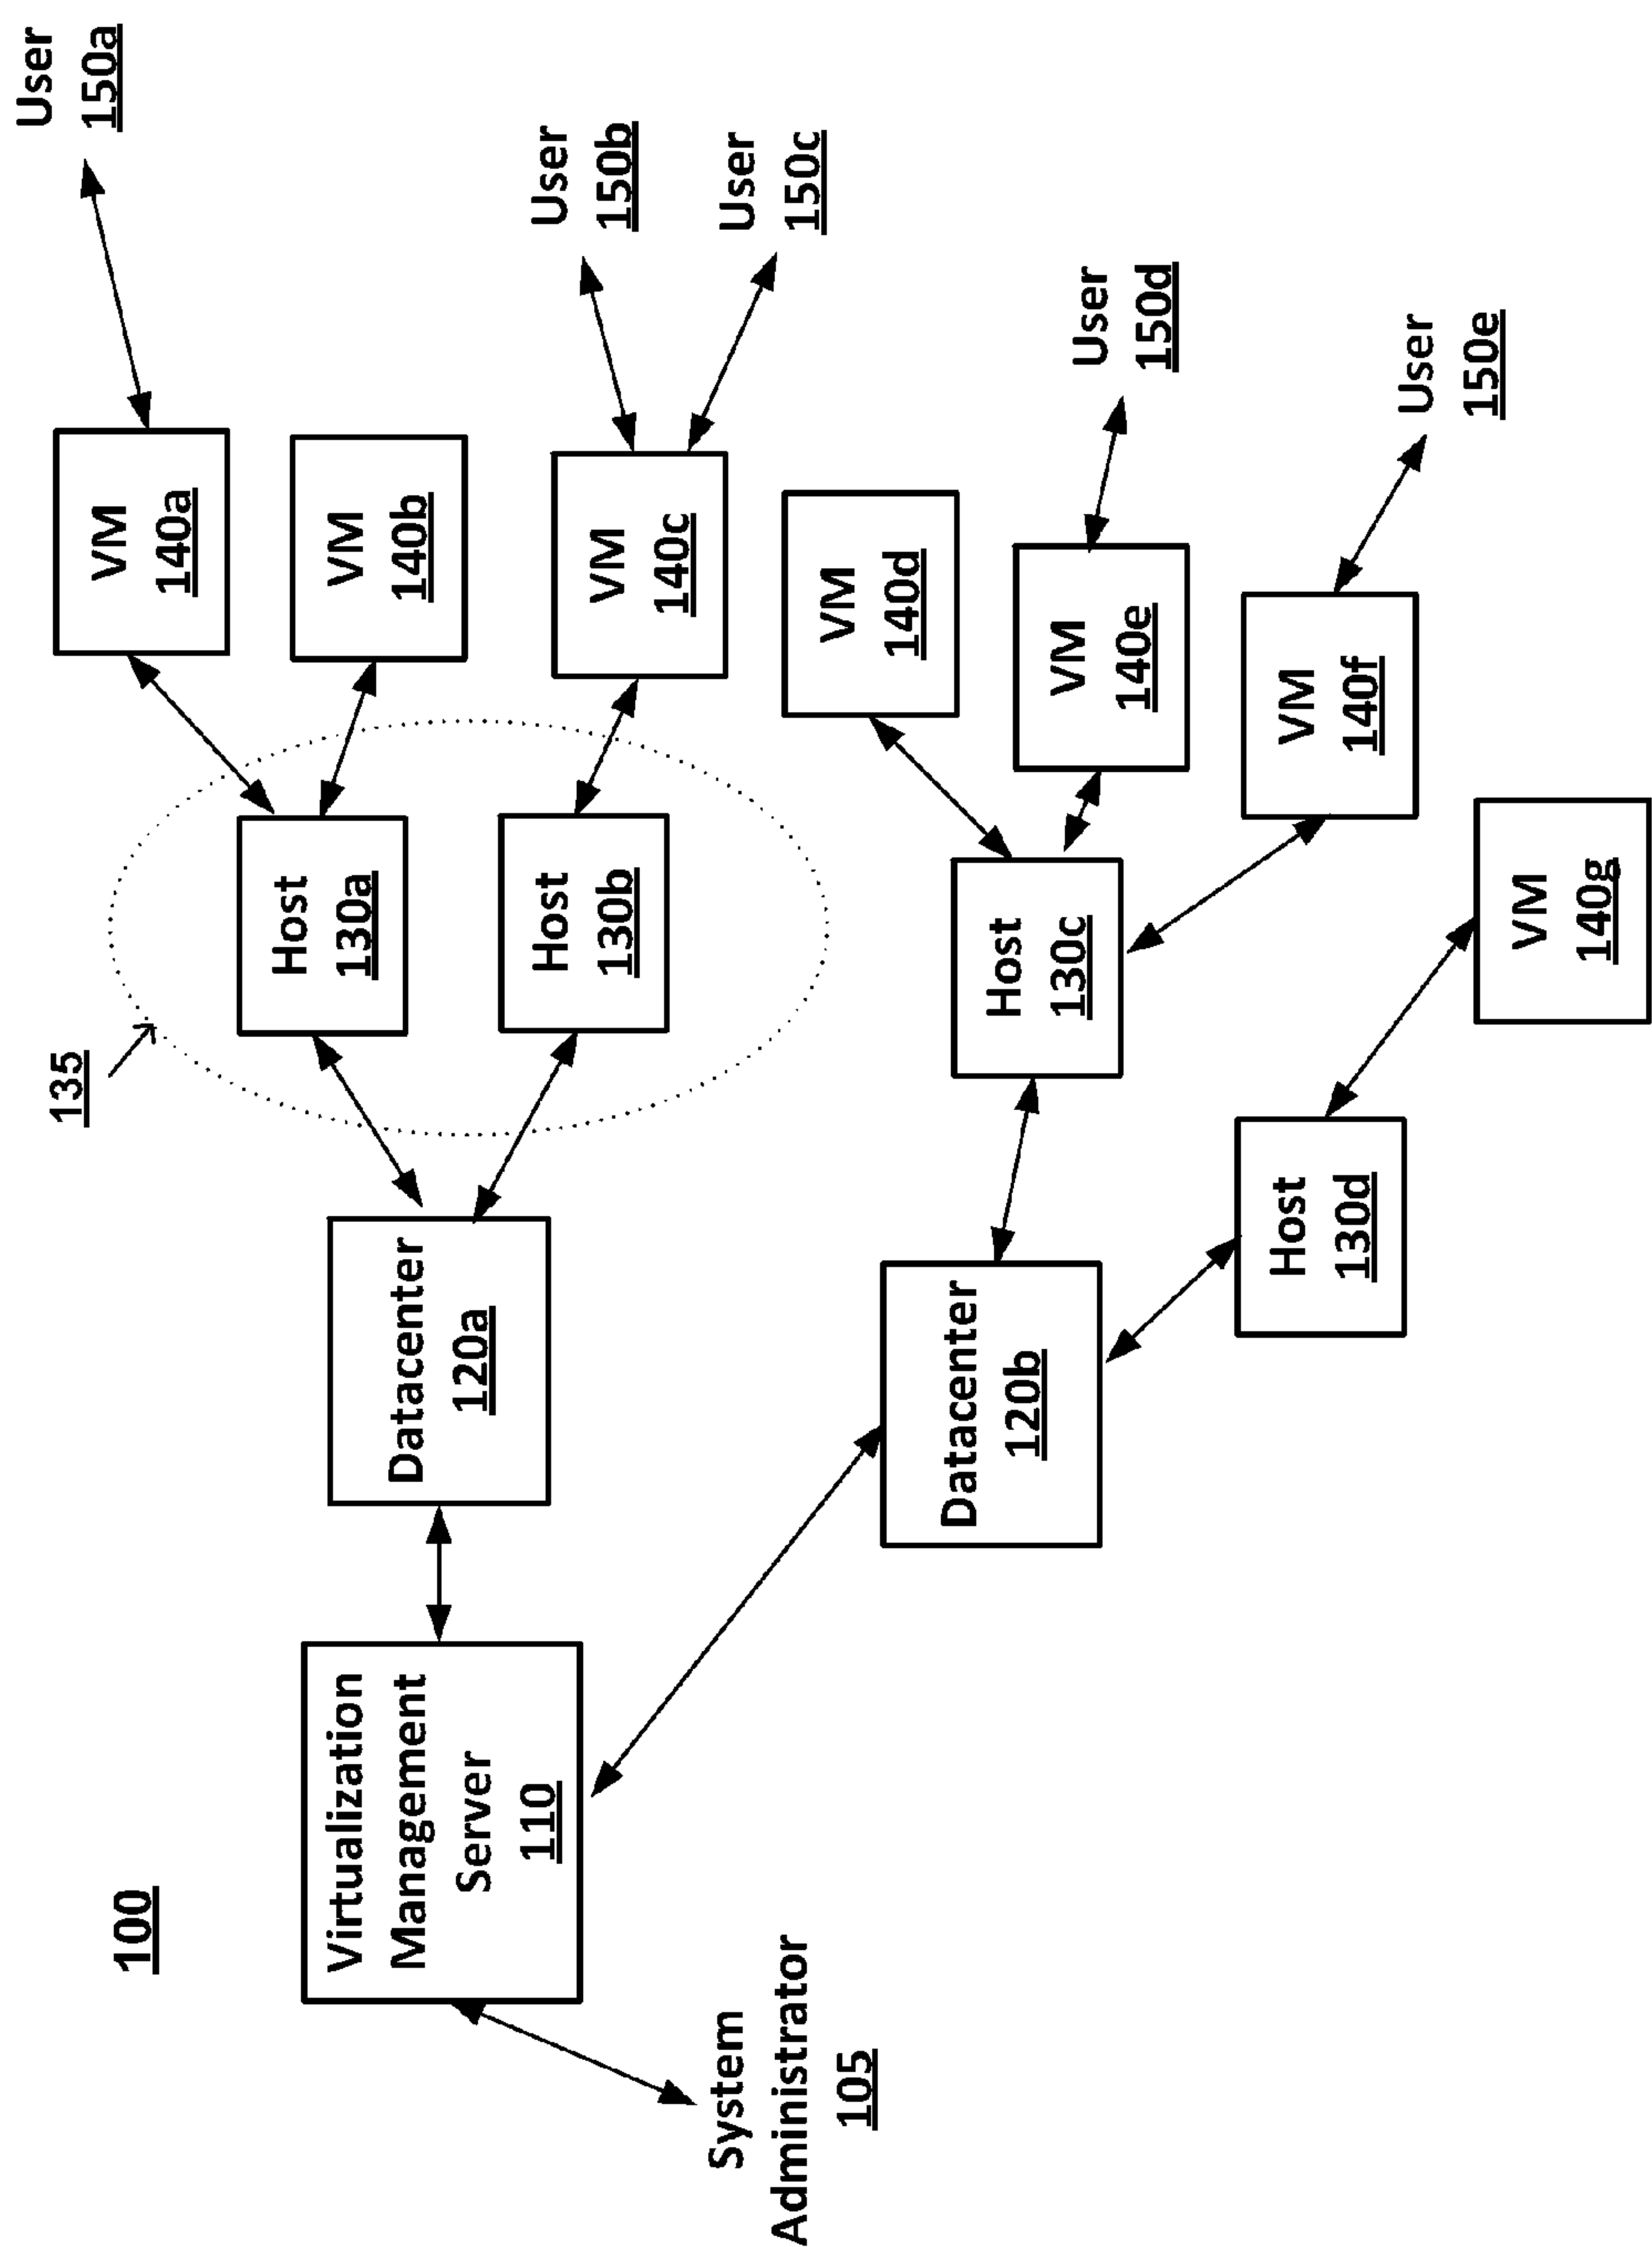 100
System
Administrator
105
Virtualization
Management
Server
110
Datacenter
120a
Datacenter
120b
135
Host
130a
Host
130b
Host
130c
Host
130d
VM
140a
VM
140b
VM
140c
VM
140d
VM
140e
VM
140f
VM
140g
User
150a
User
150b
User
150c
User
150d
User
150e